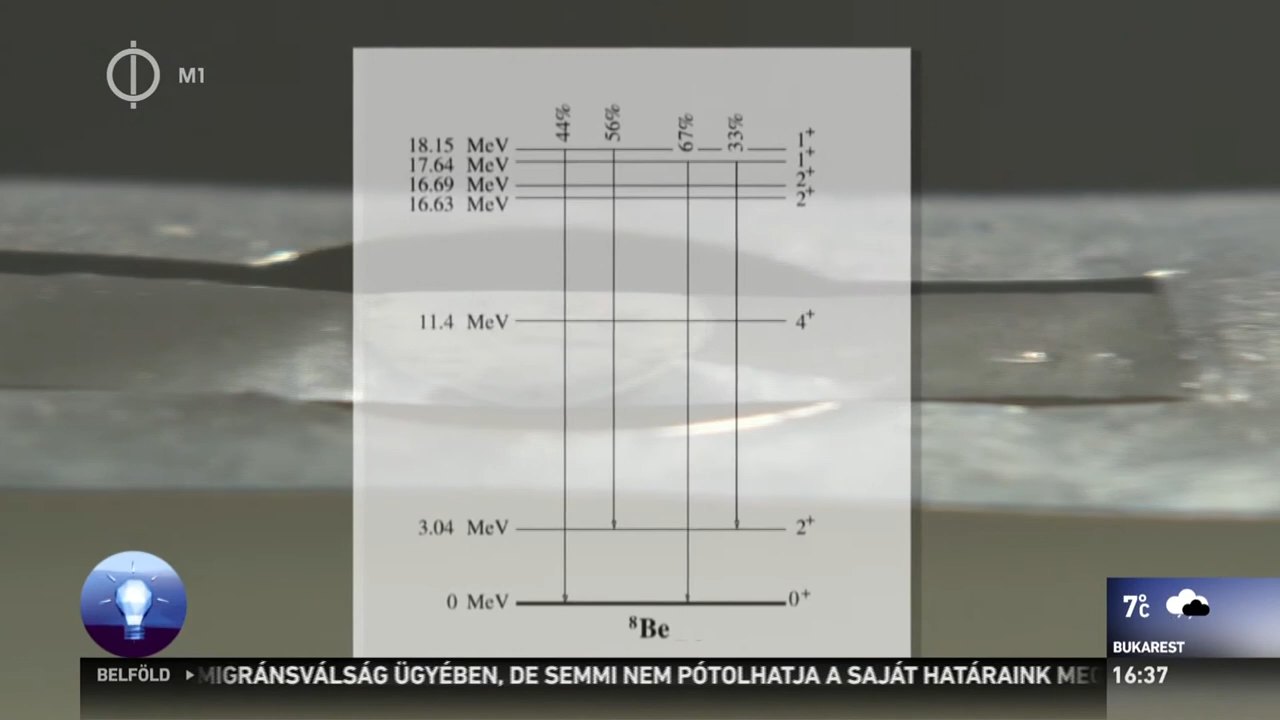 M1
44% 56% 67% 33%
18.15 MeV 1+
17.64 MeV 1+
16.69 MeV 2+
16.63 MeV 2+
11.4 MeV 4+
3.04 MeV 2+
0 MeV 0+
⁸Be
7°C
BUKAREST
BELFÖLD MIGRÁNSVÁLSÁG ÜGYÉBEN, DE SEMMI NEM PÓTOLHATJA A SAJÁT HATÁRAINK MEG
16:37